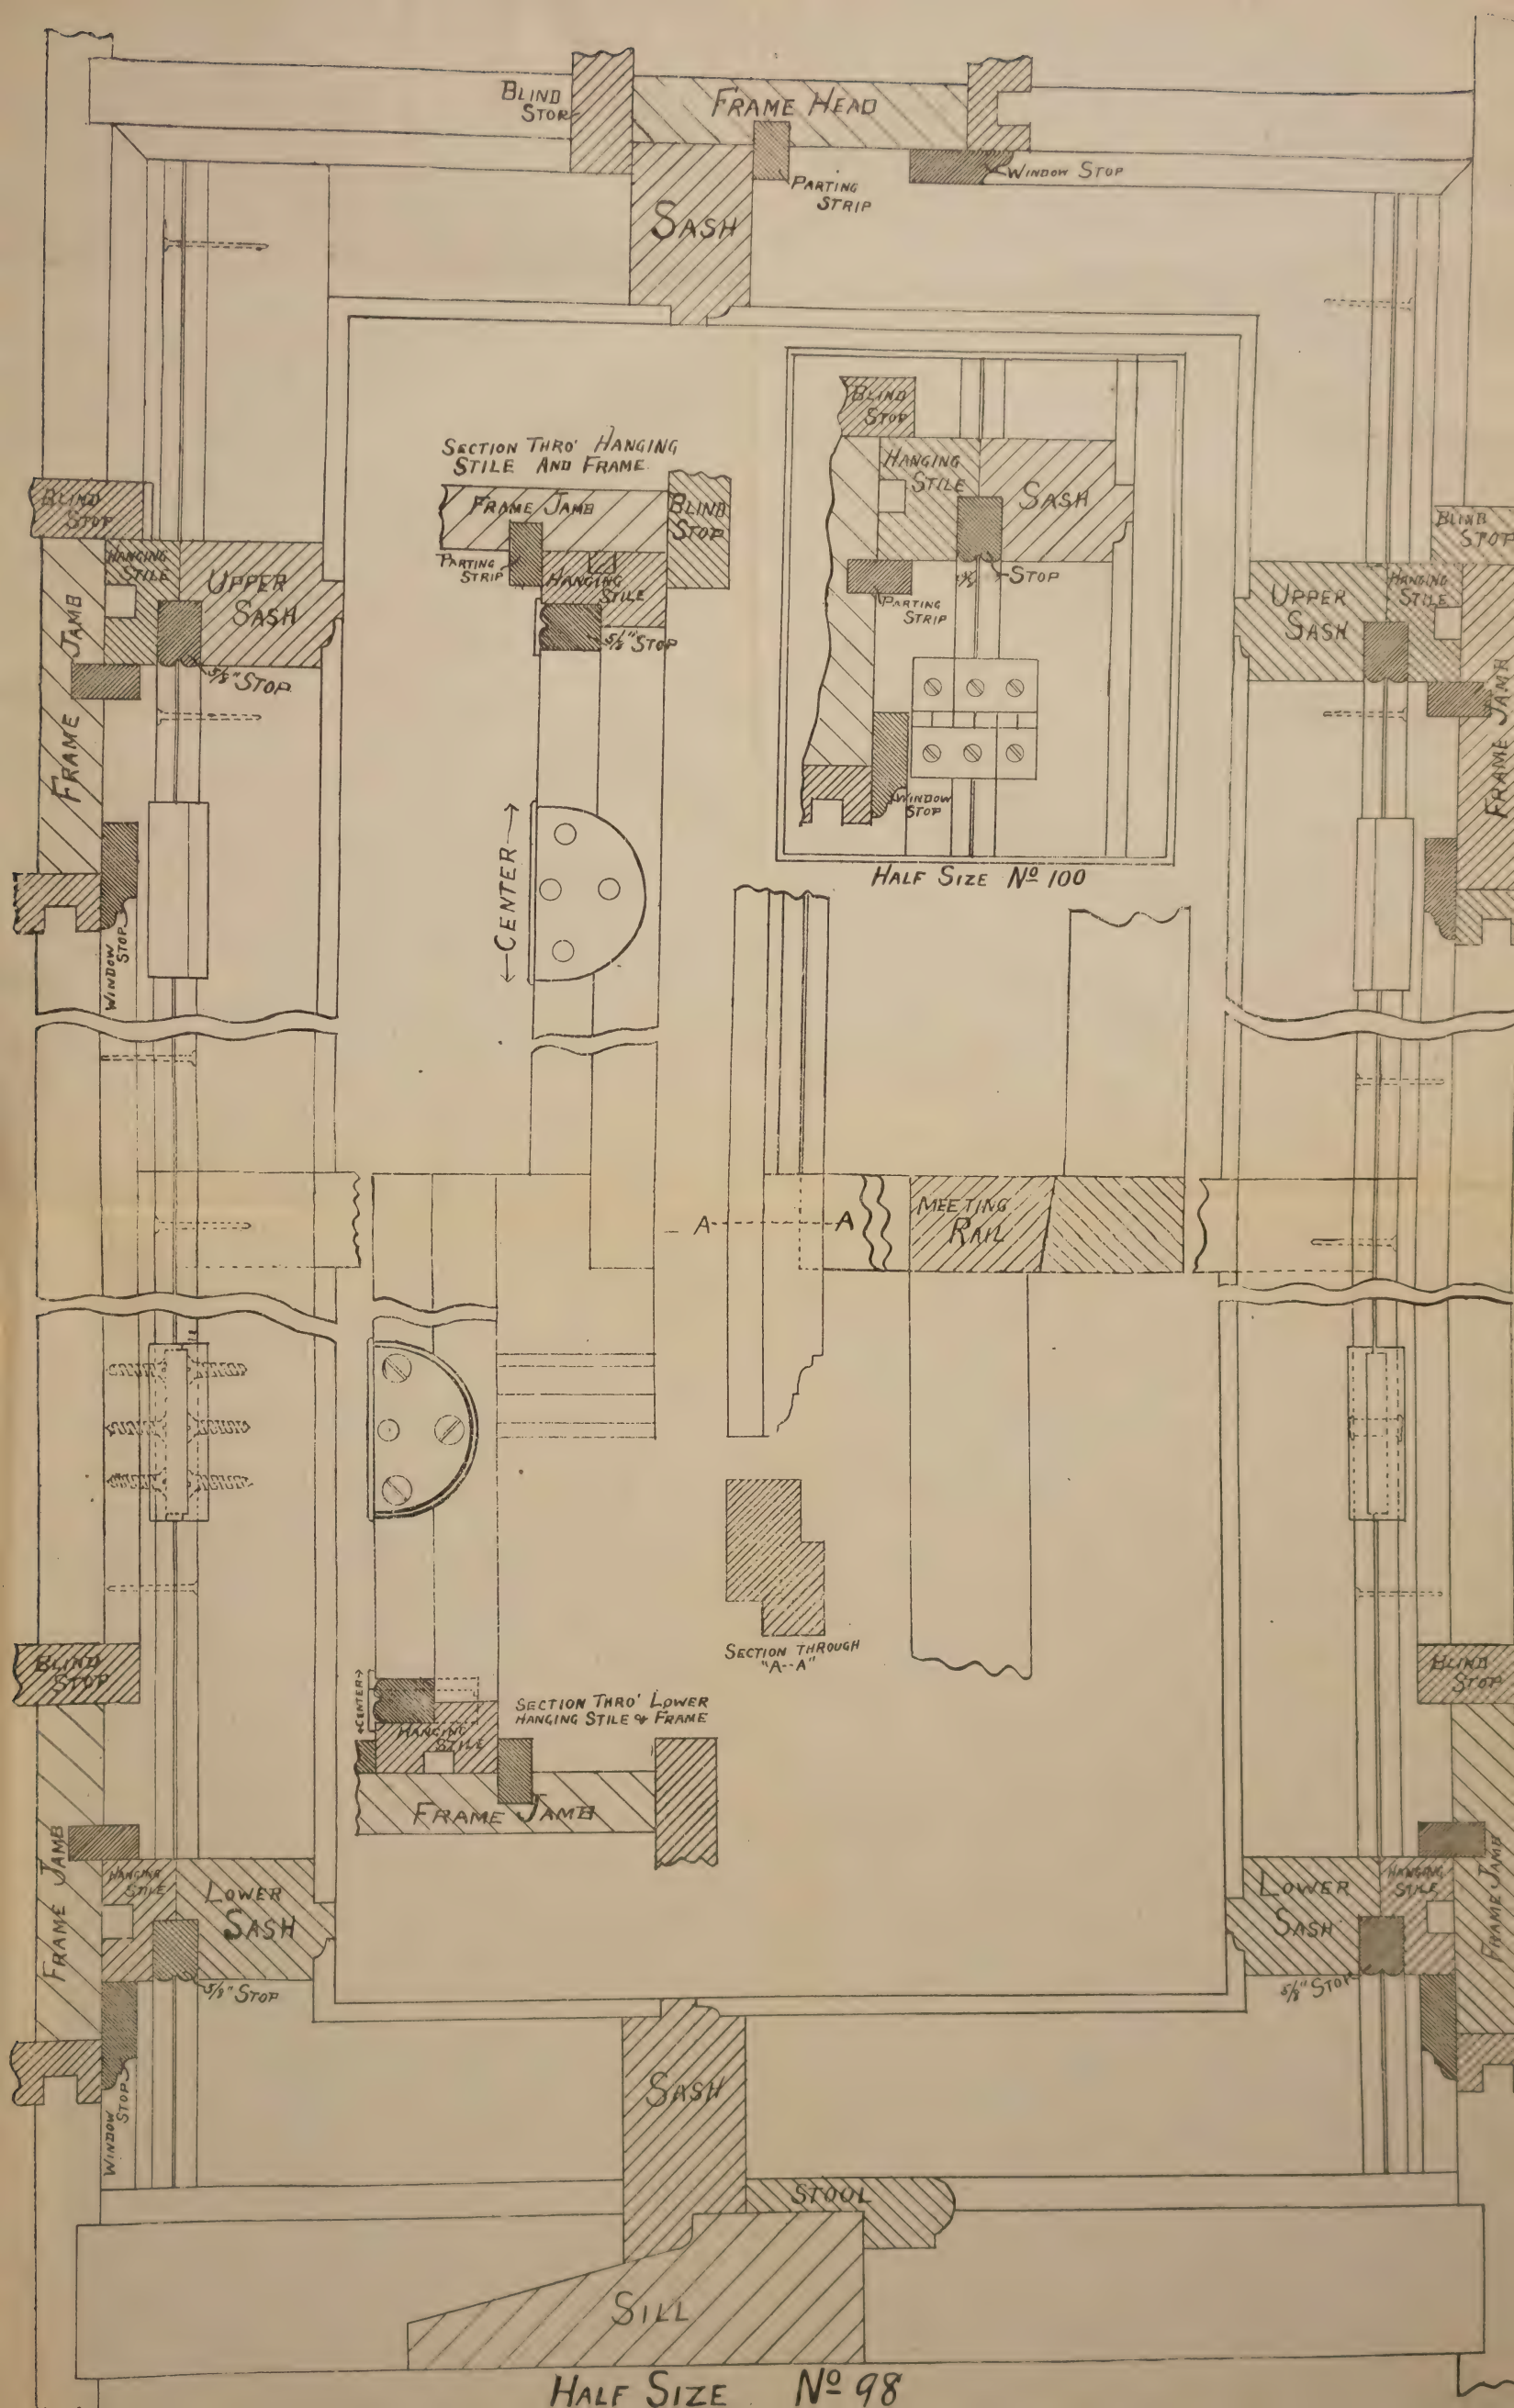 BLIND
STOP
FRAME HEAD
WINDOW STOP
PARTING
STRIP
SASH
SECTION THRO' HANGING
STILE AND FRAME.
FRAME JAMB
BLIND
STOP
PARTING
STRIP
HANGING
STILE
5/8" STOP
BLIND
STOP
HANGING
STILE
SASH
STOP
PARTING
STRIP
WINDOW
STOP
HALF SIZE Nº 100
BLIND
STOP
HANGING
STILE
UPPER
SASH
JAMB
FRAME
5/8" STOP
WINDOW
STOP
BLIND
STOP
UPPER
SASH
HANGING
STILE
FRAME JAMB
←CENTER→
A
A
MEETING
RAIL
SECTION THROUGH
"A--A"
BLIND
STOP
BLIND
STOP
←CENTER→
SECTION THRO' LOWER
HANGING STILE & FRAME
HANGING
STILE
FRAME JAMB
FRAME JAMB
HANGING
STILE
LOWER
SASH
5/8" STOP
WINDOW
STOP
LOWER
SASH
HANGING
STILE
5/8" STOP
FRAME JAMB
SASH
STOOL
SILL
HALF SIZE Nº 98